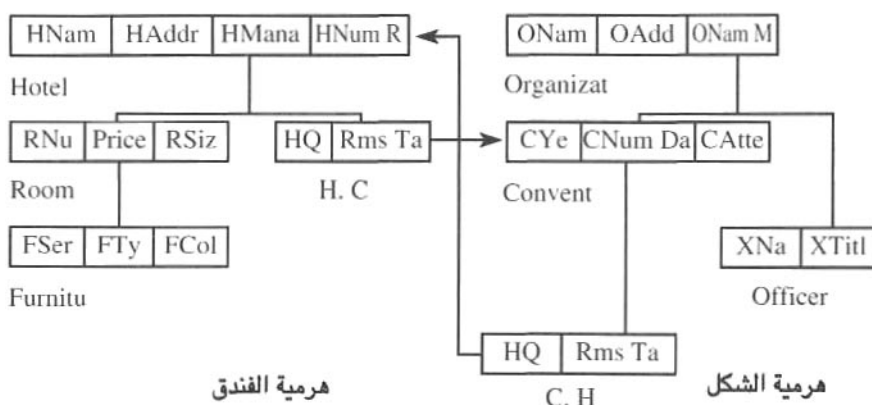 HNam HAddr HMana HNum R
ONam OAdd ONam M
Hotel
Organizat
RNu Price RSiz
HQ Rms Ta
CYe CNum Da CAtte
Room
H. C
Convent
FSer FTy FCol
XNa XTitl
Furnitu
Officer
HQ Rms Ta
C. H
هرمية الفندق
هرمية الشكل